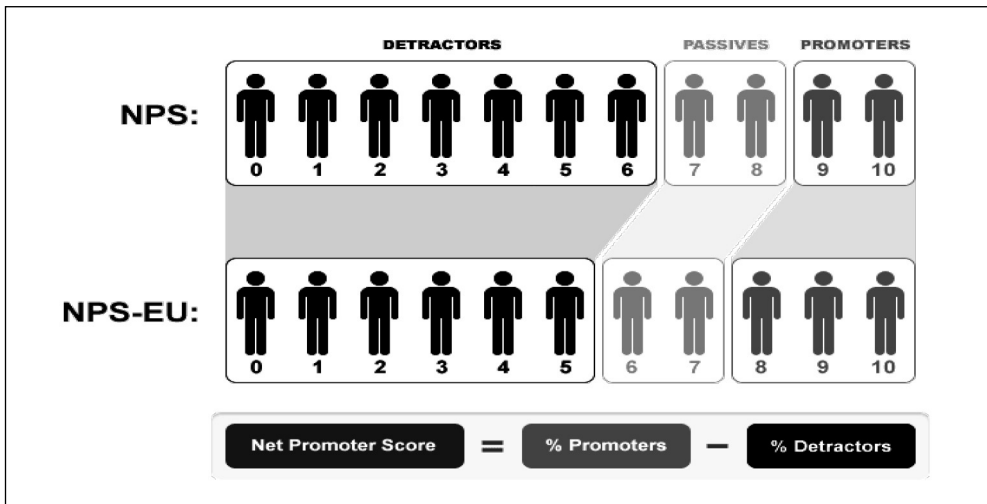 DETRACTORS PASSIVES PROMOTERS
NPS:
0 1 2 3 4 5 6 7 8 9 10
NPS-EU:
0 1 2 3 4 5 6 7 8 9 10
Net Promoter Score = % Promoters − % Detractors